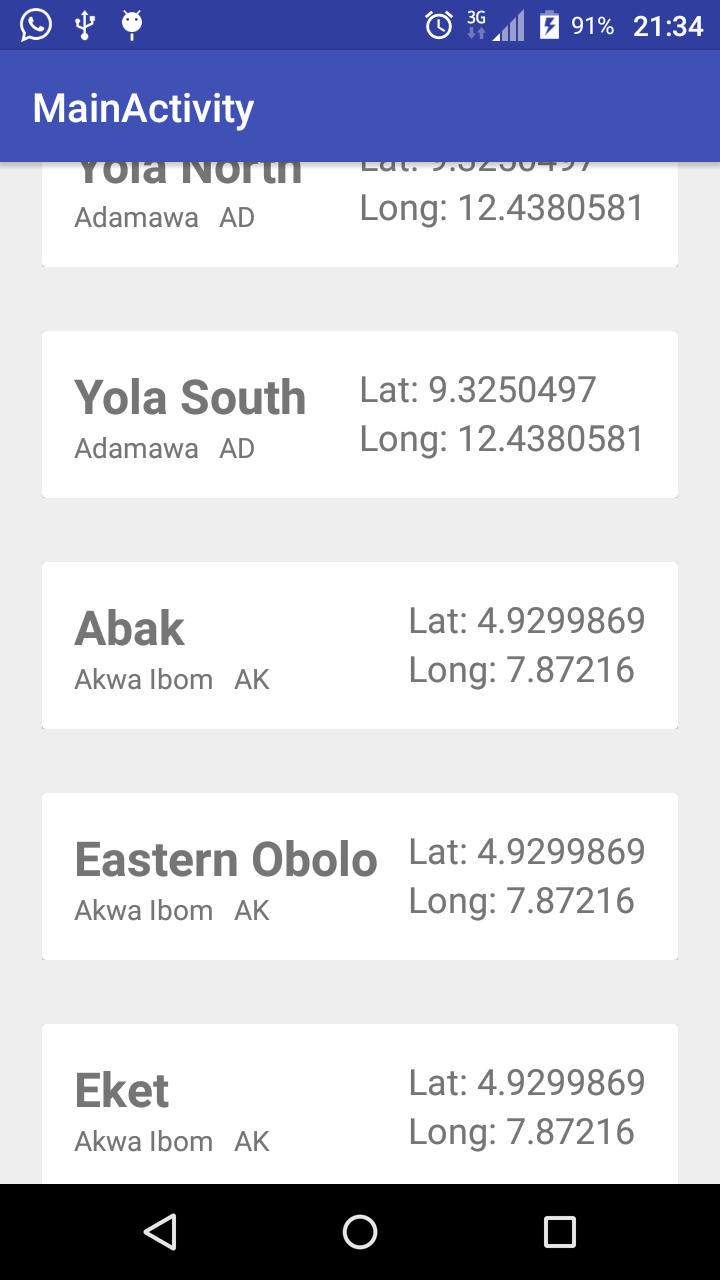 3G 91% 21:34
MainActivity
Yola North
Lat: 9.3250497
Adamawa AD
Long: 12.4380581
Yola South
Lat: 9.3250497
Adamawa AD
Long: 12.4380581
Abak
Lat: 4.9299869
Akwa Ibom AK
Long: 7.87216
Eastern Obolo
Lat: 4.9299869
Akwa Ibom AK
Long: 7.87216
Eket
Lat: 4.9299869
Akwa Ibom AK
Long: 7.87216